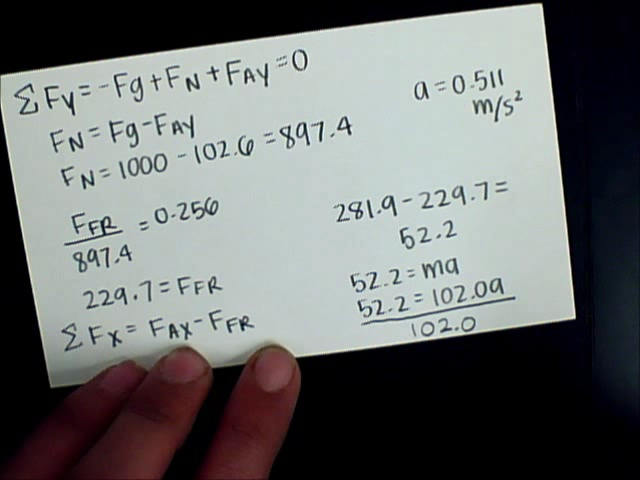 ΣFy=-Fg+FN+FAy=0
FN=Fg-FAy
FN=1000-102.6=897.4
FFR/897.4=0.256
229.7=FFR
ΣFx=FAx-FFR
a=0.511
m/s²
281.9-229.7=
52.2
52.2=ma
52.2=102.0a
102.0